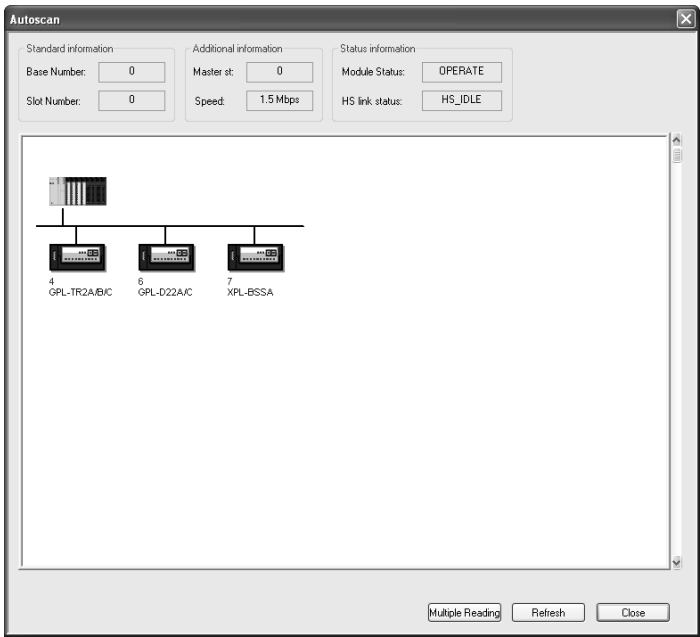 Autoscan
Standard information
Base Number: 0
Slot Number: 0
Additional information
Master st: 0
Speed: 1.5 Mbps
Status information
Module Status: OPERATE
HS link status: HS_IDLE
4
GPL-TR2A/B/C
6
GPL-D22A/C
7
XPL-BSSA
Multiple Reading
Refresh
Close